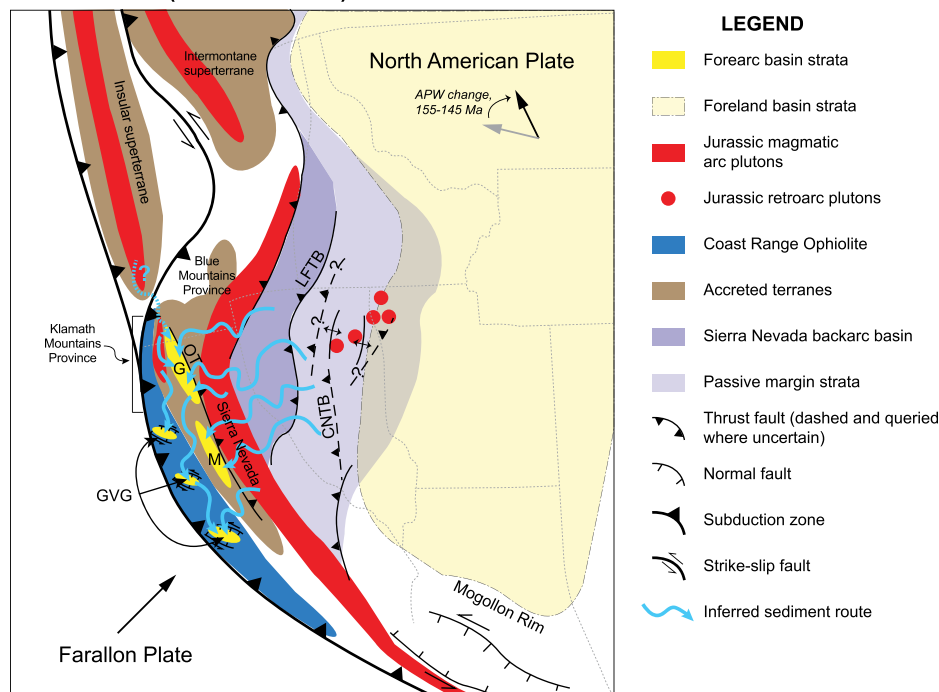 Intermontane
superterrane
Insular superterrane
North American Plate
APW change,
155-145 Ma
?
Blue
Mountains
Province
Klamath
Mountains
Province
LFTB
?
?
?
OT
G
CNTB
Sierra Nevada
M
GVG
Mogollon Rim
Farallon Plate
LEGEND
Forearc basin strata
Foreland basin strata
Jurassic magmatic
arc plutons
Jurassic retroarc plutons
Coast Range Ophiolite
Accreted terranes
Sierra Nevada backarc basin
Passive margin strata
Thrust fault (dashed and queried
where uncertain)
Normal fault
Subduction zone
Strike-slip fault
Inferred sediment route